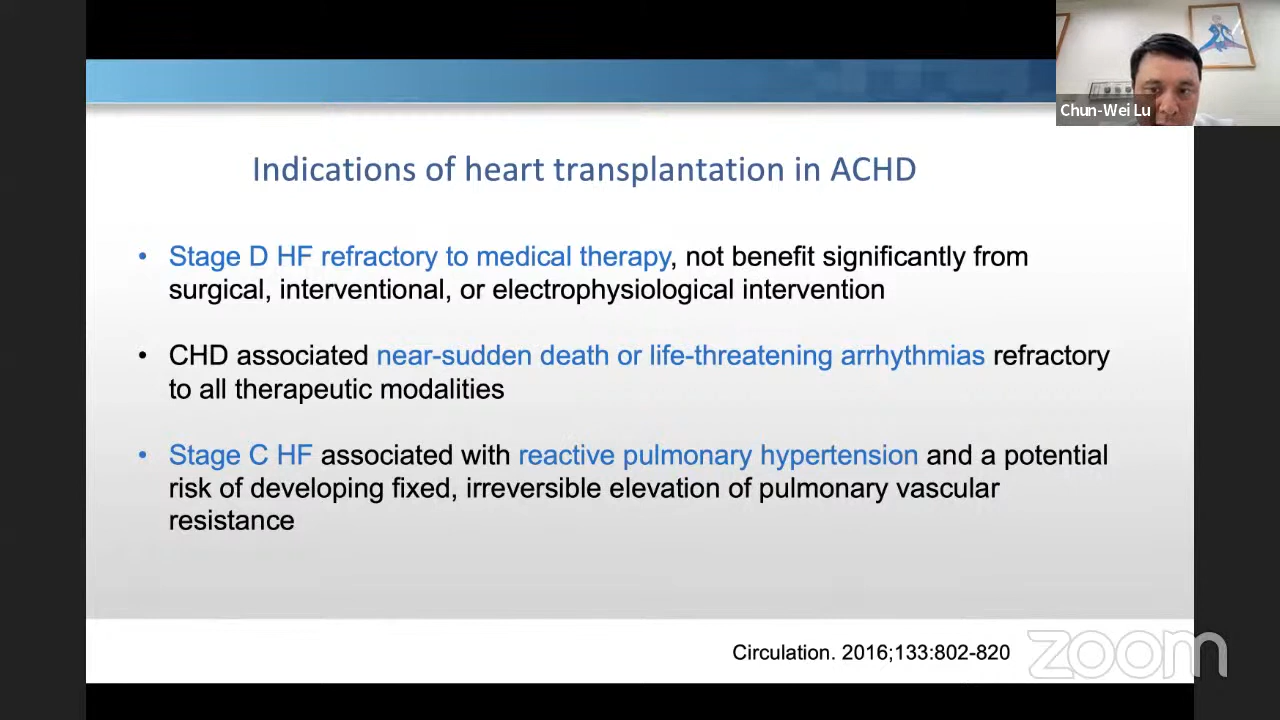 Chun-Wei Lu
Indications of heart transplantation in ACHD
• Stage D HF refractory to medical therapy, not benefit significantly from
surgical, interventional, or electrophysiological intervention
• CHD associated near-sudden death or life-threatening arrhythmias refractory
to all therapeutic modalities
• Stage C HF associated with reactive pulmonary hypertension and a potential
risk of developing fixed, irreversible elevation of pulmonary vascular
resistance
Circulation. 2016;133:802-820
zoom